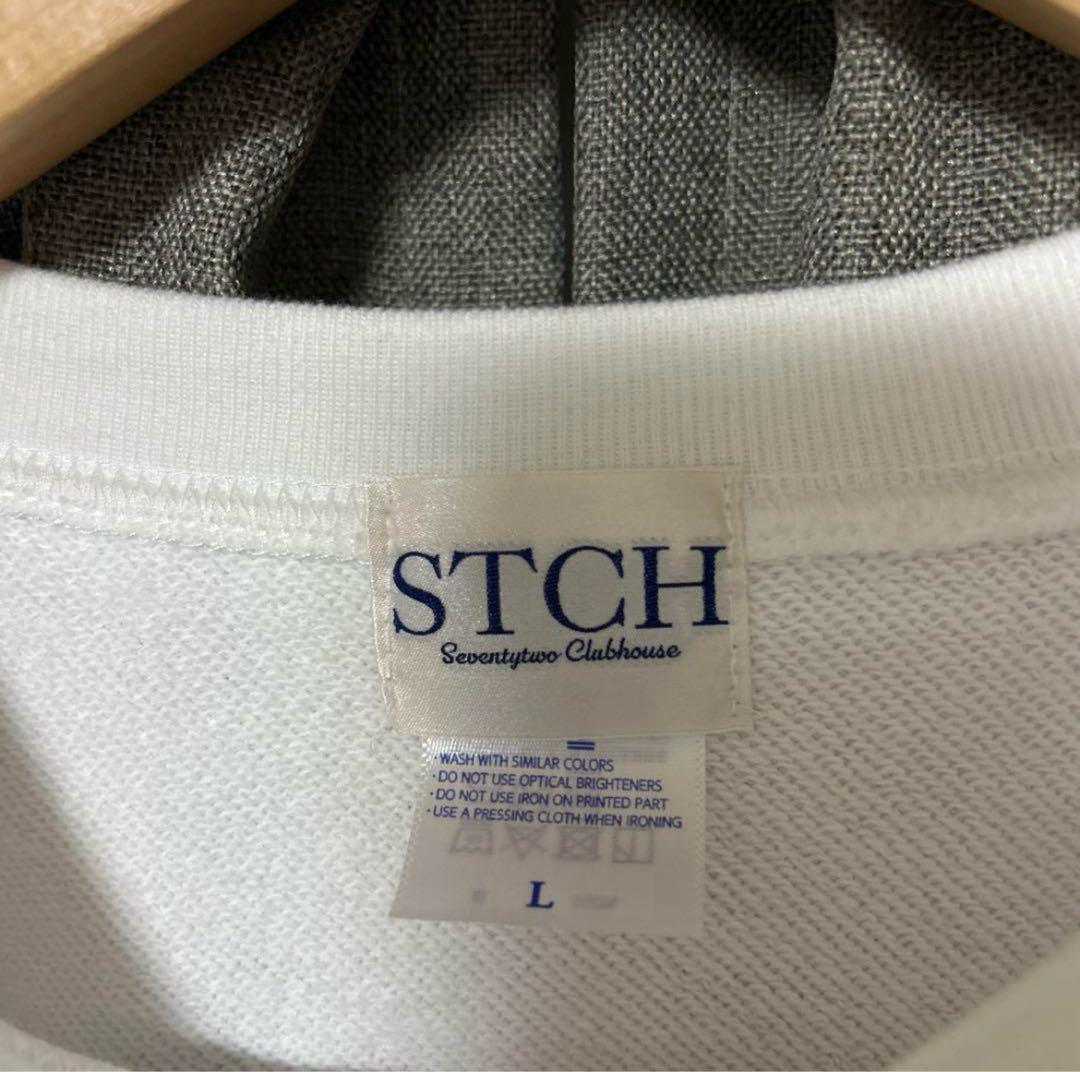 STCH
Seventytwo Clubhouse
· WASH WITH SIMILAR COLORS
· DO NOT USE OPTICAL BRIGHTENERS
· DO NOT USE IRON ON PRINTED PART
· USE A PRESSING CLOTH WHEN IRONING
L